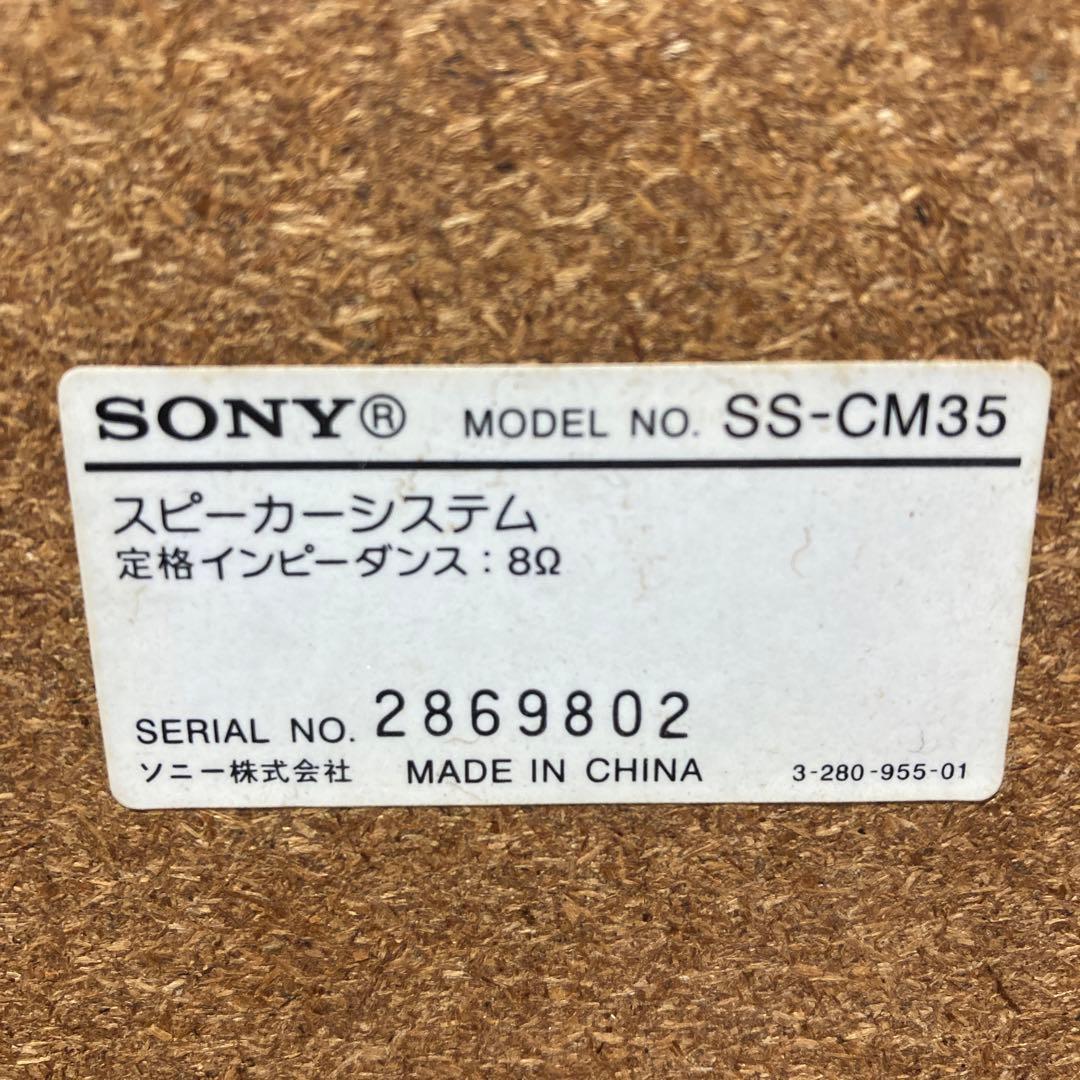 SONY® MODEL NO. SS-CM35
スピーカーシステム
定格インピーダンス：8Ω
SERIAL NO. 2869802
ソニー株式会社 MADE IN CHINA 3-280-955-01